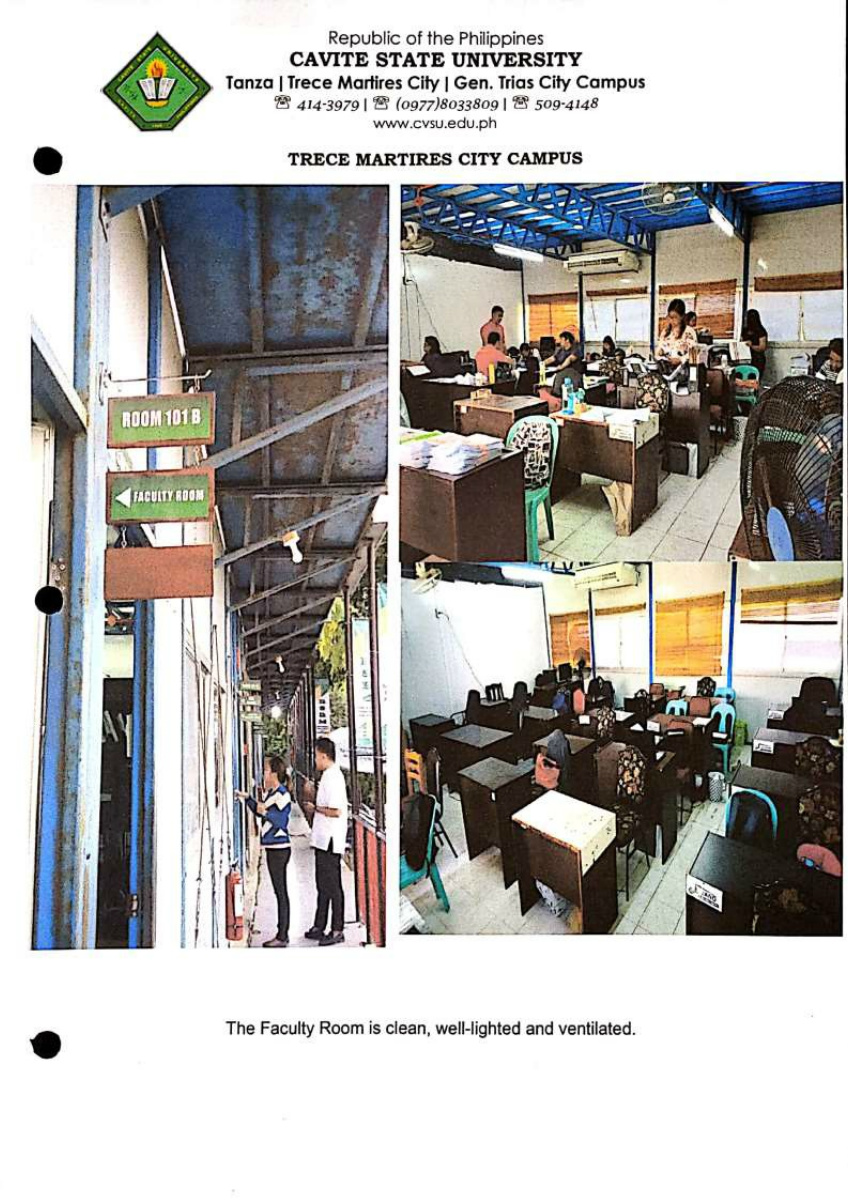 Republic of the Philippines
CAVITE STATE UNIVERSITY
Tanza | Trece Martires City | Gen. Trias City Campus
☏ 414-3979 | ☏ (0977)8033809 | ☏ 509-4148
www.cvsu.edu.ph
TRECE MARTIRES CITY CAMPUS
ROOM 101 B
FACULTY ROOM
The Faculty Room is clean, well-lighted and ventilated.